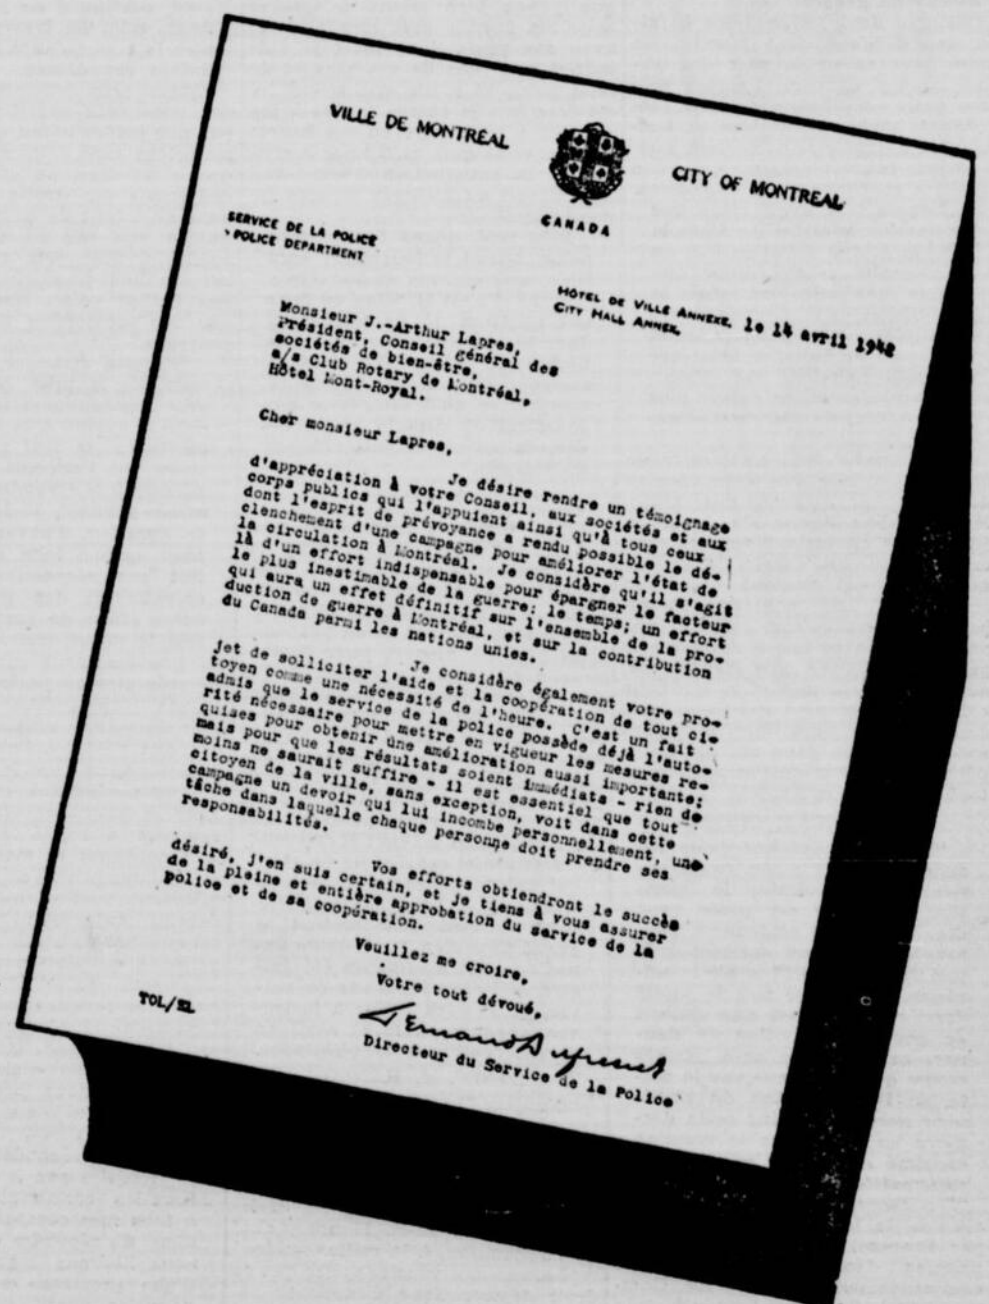 VILLE DE MONTRÉAL
CITY OF MONTREAL
CANADA
SERVICE DE LA POLICE
POLICE DEPARTMENT
HÔTEL DE VILLE ANNEXE,
CITY HALL ANNEX,
le 14 avril 1942
Monsieur J.-Arthur Lapres,
Président, Conseil général des
sociétés de bien-être,
a/s Club Rotary de Montréal,
Hôtel Mont-Royal.
Cher monsieur Lapres,
Je désire rendre un témoignage
d'appréciation à votre Conseil, aux sociétés et aux
corps publics qui l'appuient ainsi qu'à tous ceux
dont l'esprit de prévoyance a rendu possible le dé-
clenchement d'une campagne pour améliorer l'état de
la circulation à Montréal. Je considère qu'il s'agit
là d'un effort indispensable pour épargner le facteur
le plus inestimable de la guerre; le temps; un effort
qui aura un effet définitif sur l'ensemble de la pro-
duction de guerre à Montréal, et sur la contribution
du Canada parmi les nations unies.
Je considère également votre pro-
jet de solliciter l'aide et la coopération de tout ci-
toyen comme une nécessité de l'heure. C'est un fait
admis que le service de la police possède déjà l'auto-
rité nécessaire pour mettre en vigueur les mesures re-
quises pour obtenir une amélioration aussi importante;
mais pour que les résultats soient immédiats - rien de
moins ne saurait suffire - il est essentiel que tout
citoyen de la ville, sans exception, voit dans cette
campagne un devoir qui lui incombe personnellement, une
tâche dans laquelle chaque personne doit prendre ses
responsabilités.
Vos efforts obtiendront le succès
désiré, j'en suis certain, et je tiens à vous assurer
de la pleine et entière approbation du service de la
police et de sa coopération.
Veuillez me croire,
Votre tout dévoué,
Fernand Dufresne
Directeur du Service de la Police
TOL/EL